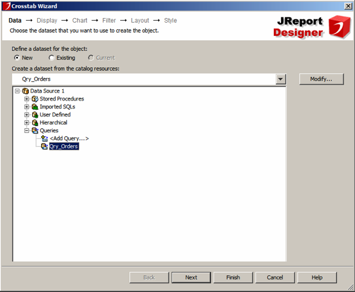 Crosstab Wizard
Data → Display → Chart → Filter → Layout → Style
Choose the dataset that you want to use to create the object.
JReport
Designer
Define a dataset for the object:
New Existing Current
Create a dataset from the catalog resources:
Qry_Orders
Modify...
Data Source 1
Stored Procedures
Imported SQLs
User Defined
Hierarchical
Queries
<Add Query...>
Qry_Orders
Back Next Finish Cancel Help